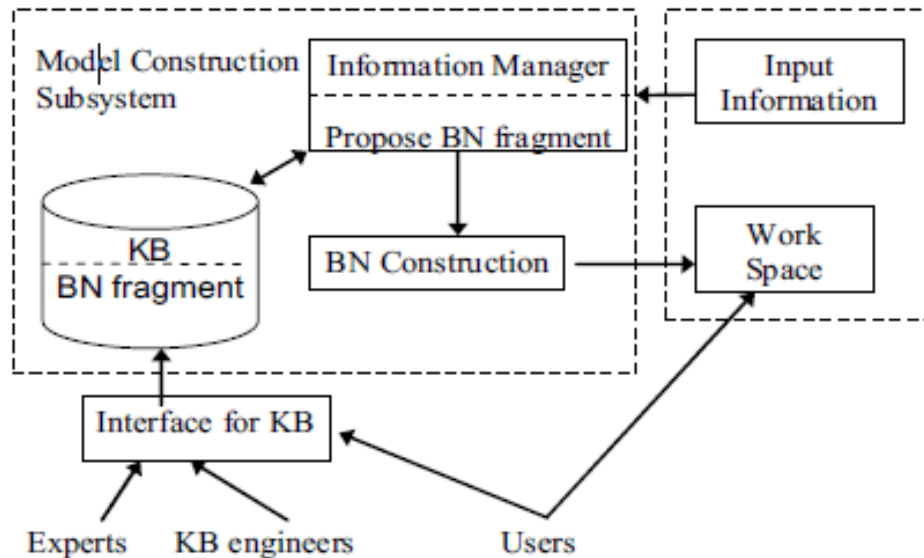 Model Construction
Subsystem
Information Manager
Propose BN fragment
Input
Information
KB
BN fragment
BN Construction
Work
Space
Interface for KB
Experts
KB engineers
Users